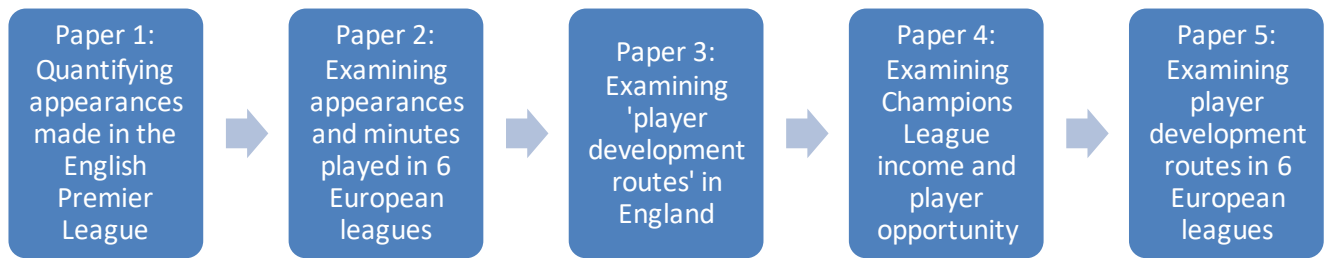 Paper 1:
Quantifying
appearances
made in the
English
Premier
League
Paper 2:
Examining
appearances
and minutes
played in 6
European
leagues
Paper 3:
Examining
'player
development
routes' in
England
Paper 4:
Examining
Champions
League
income and
player
opportunity
Paper 5:
Examining
player
development
routes in 6
European
leagues